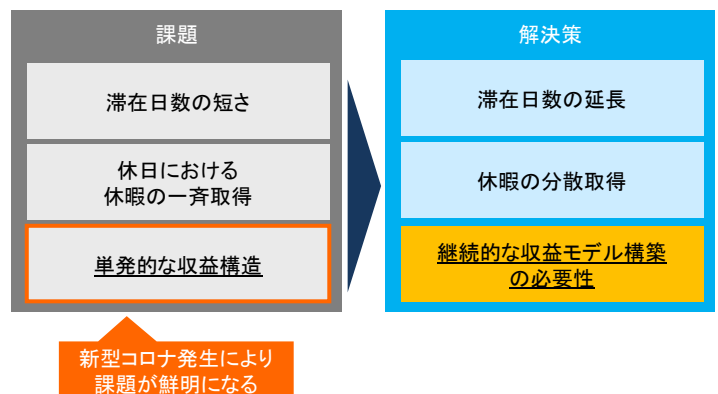 課題
滞在日数の短さ
休日における
休暇の一斉取得
単発的な収益構造
新型コロナ発生により
課題が鮮明になる
解決策
滞在日数の延長
休暇の分散取得
継続的な収益モデル構築
の必要性